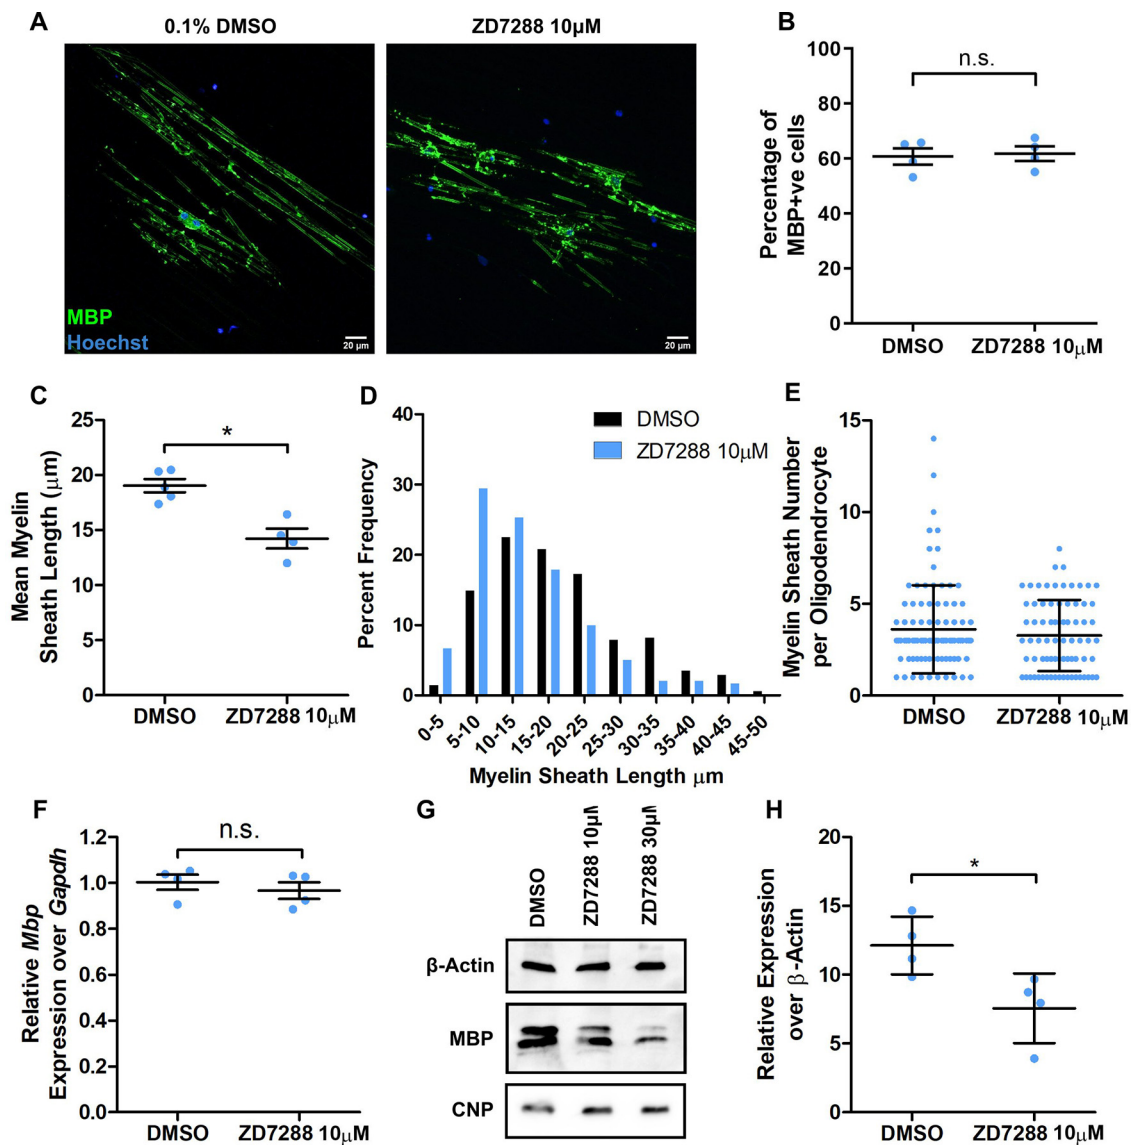 A
0.1% DMSO
ZD7288 10μM
MBP
Hoechst
20 μm
20 μm
B
Percentage of
MBP+ve cells
100
80
60
40
20
0
n.s.
DMSO
ZD7288 10μM
C
Mean Myelin
Sheath Length (μm)
25
20
15
10
5
0
*
DMSO
ZD7288 10μM
D
Percent Frequency
40
30
20
10
0
DMSO
ZD7288 10μM
0-5
5-10
10-15
15-20
20-25
25-30
30-35
35-40
40-45
45-50
Myelin Sheath Length μm
E
Myelin Sheath Number
per Oligodendrocyte
15
10
5
0
DMSO
ZD7288 10μM
F
Relative Mbp
Expression over Gapdh
1.2
1.0
0.8
0.6
0.4
0.2
0.0
n.s.
DMSO
ZD7288 10μM
G
DMSO
ZD7288 10μM
ZD7288 30μM
β-Actin
MBP
CNP
H
Relative Expression
over β-Actin
20
15
10
5
0
*
DMSO
ZD7288 10μM